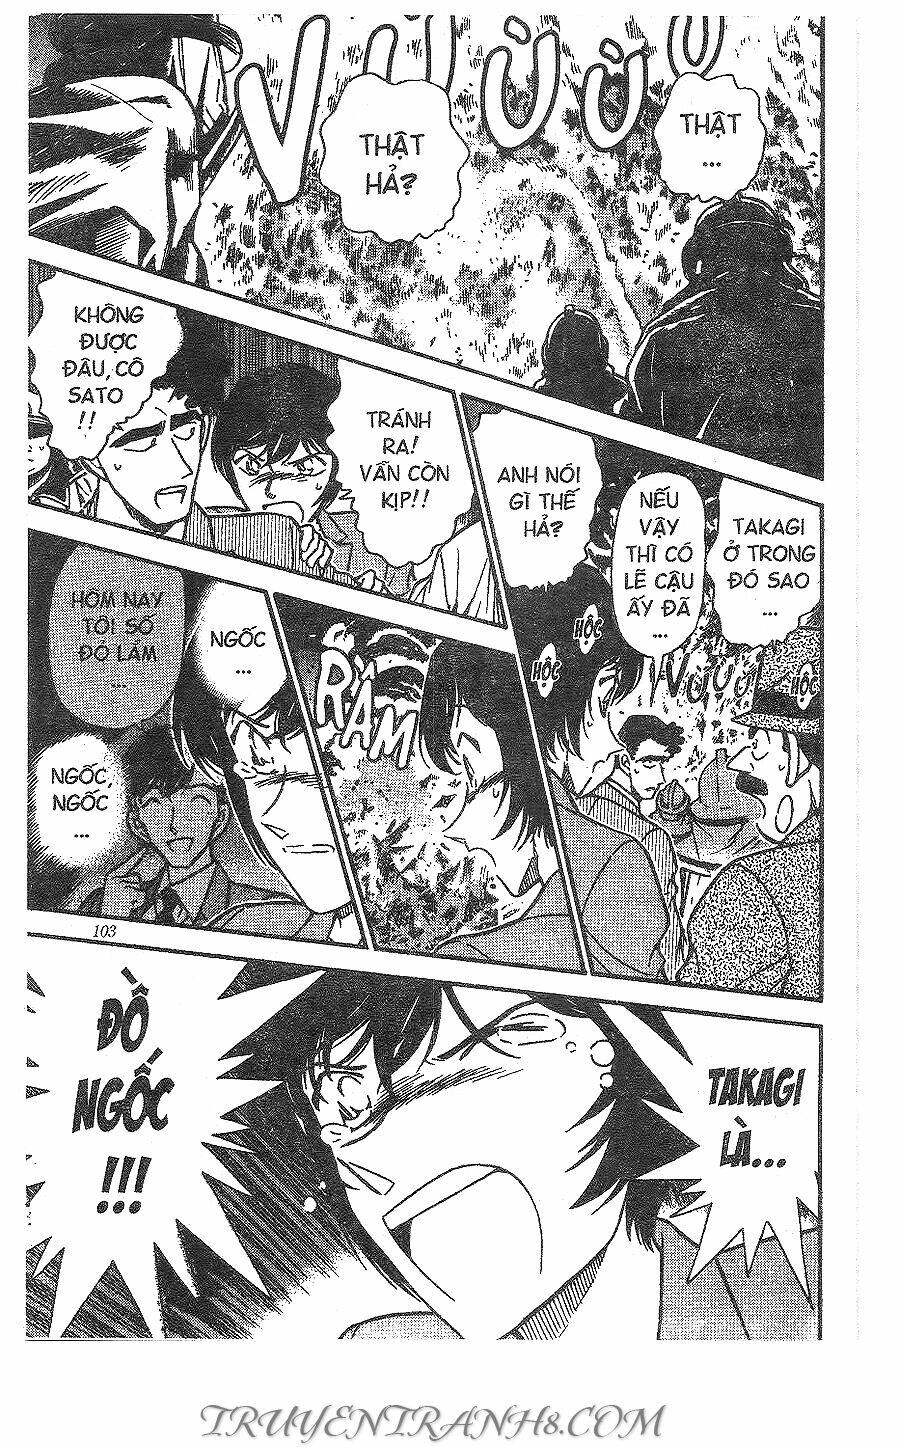 VÙÙÙÙ
THẬT
...
THẬT
HẢ?
TAKAGI
Ở TRONG
ĐÓ SAO
...
NẾU
VẬY
THÌ CÓ
LẼ CẬU
ẤY ĐÃ
...
ANH NÓI
GÌ THẾ
HẢ?
HỘC
HỘC
HỘC
TRÁNH
RA!
VẪN CÒN
KỊP!!
KHÔNG
ĐƯỢC
ĐÂU, CÔ
SATO
!!
RẦM
NGỐC
...
HÔM NAY
TÔI SỐ
ĐỎ LẮM
...
NGỐC,
NGỐC
...
103
TAKAGI
LÀ...
ĐỒ
NGỐC
!!!
TRUYENTRANH8.COM